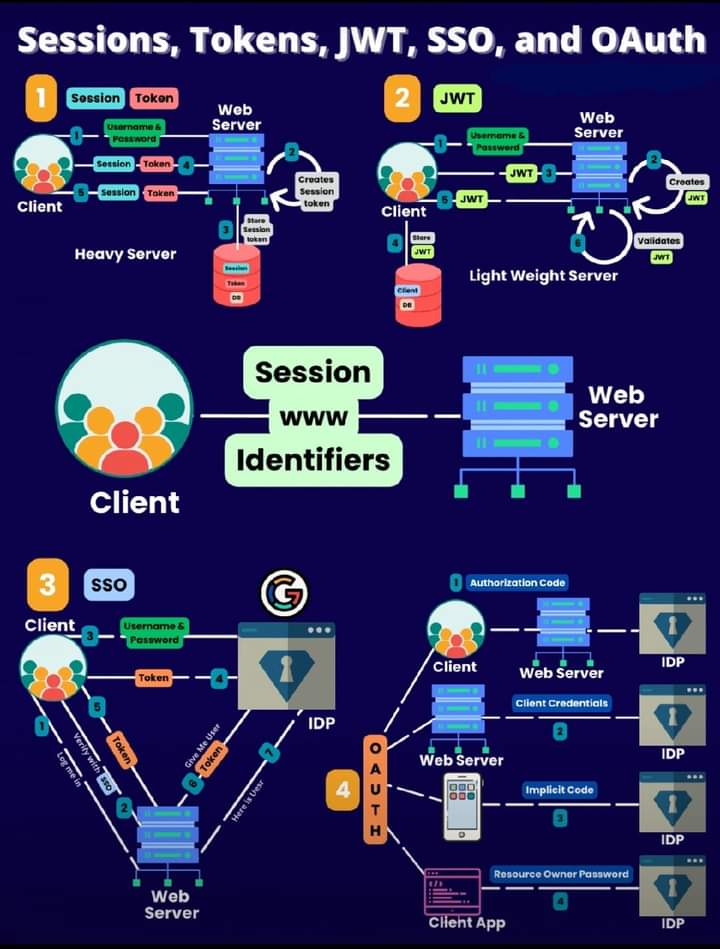 Sessions, Tokens, JWT, SSO, and OAuth
1 Session Token
Web
Server
1 Username &
Password
Session Token 4
5 Session Token
2
Creates
Session
token
Client
3 Store
Session
token
Heavy Server
Session
Token
DB
2 JWT
Web
Server
1 Username &
Password
JWT 3
5 JWT
2
Creates
JWT
Client
4 Store
JWT
6
Validates
JWT
Client
DB
Light Weight Server
Session
www
Identifiers
Client
Web
Server
3 SSO
G
Client
3 Username &
Password
Token 4
IDP
1
Log me in
Verify with SSO
2
5
Token
Give Me User
Token
6
7
Here is Uesr
Web
Server
4
OAUTH
1 Authorization Code
Client
Web Server
IDP
Client Credentials
2
Web Server
IDP
Implicit Code
3
IDP
Resource Owner Password
4
Client App
IDP